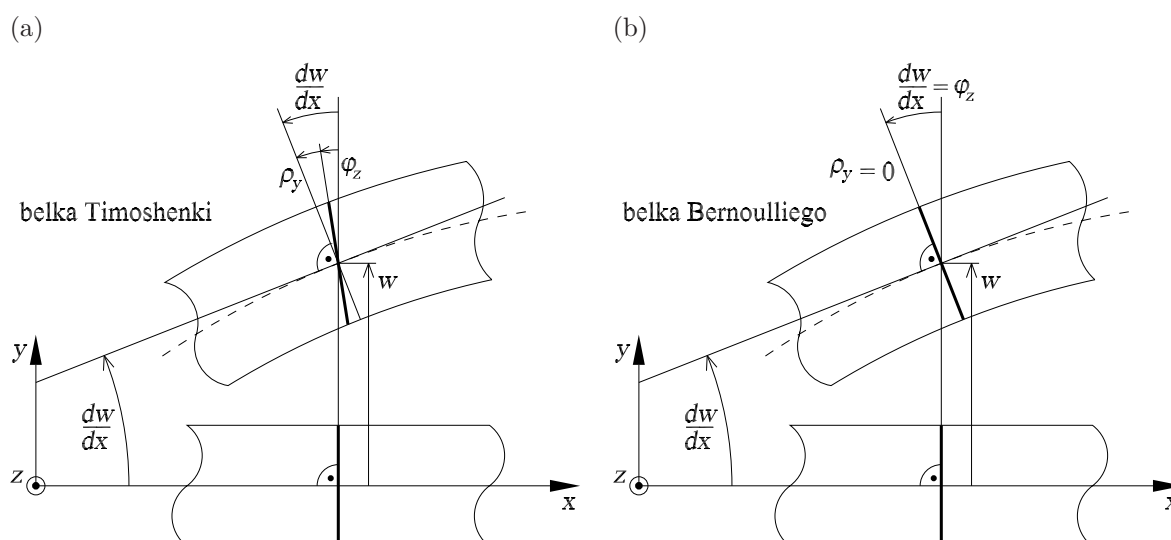 (a)
dw
dx
φz
ρy
belka Timoshenki
w
y
dw
dx
z
x
(b)
dw
dx = φz
ρy = 0
belka Bernoulliego
w
y
dw
dx
z
x